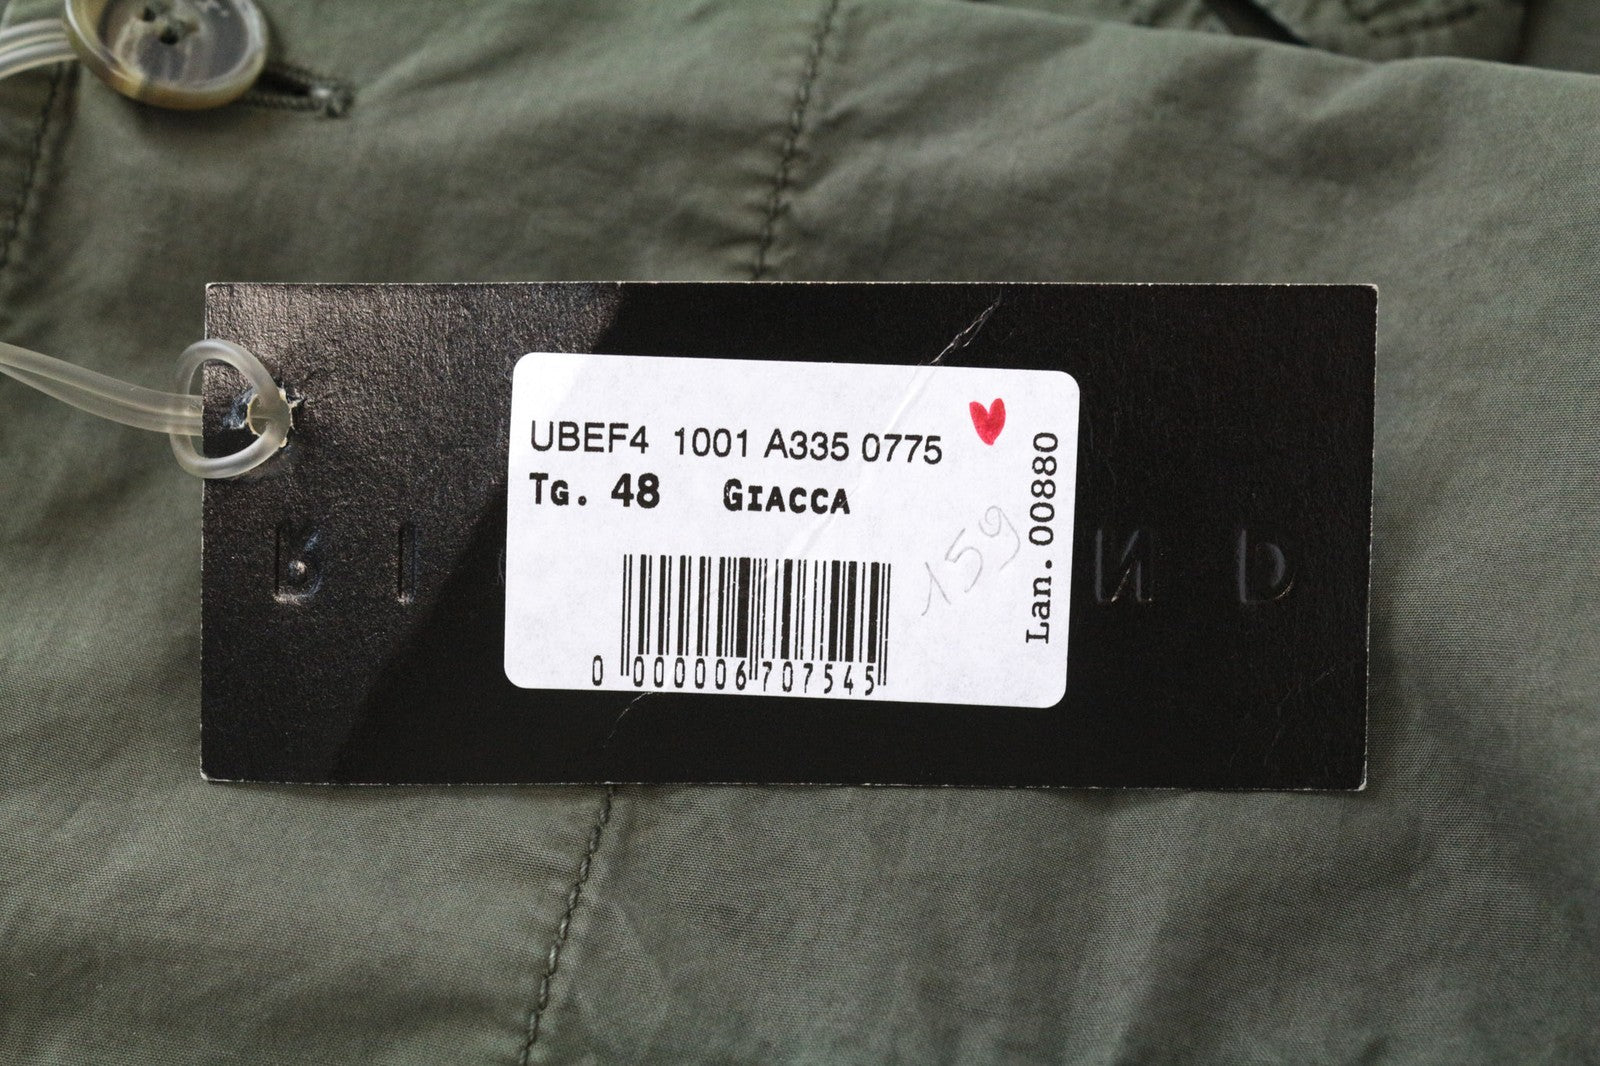 UBEF4 1001 A335 0775
TG. 48 GIACCA
159
Lan. 00880
0 000006 707545